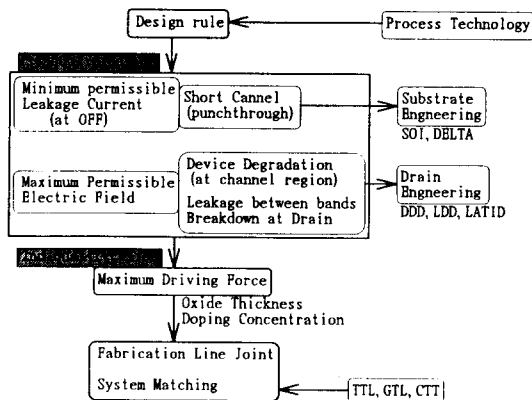 Design rule
Process Technology
Minimum permissible
Leakage Current
(at OFF)
Short Cannel
(punchthrough)
Substrate
Engneering
SOI, DELTA
Maximum Permissible
Electric Field
Device Degradation
(at channel region)
Leakage between bands
Breakdown at Drain
Drain
Engineering
DDD, LDD, LATID
Maximum Driving Force
Oxide Thickness
Doping Concentration
Fabrication Line Joint
System Matching
TTL, GTL, CTT